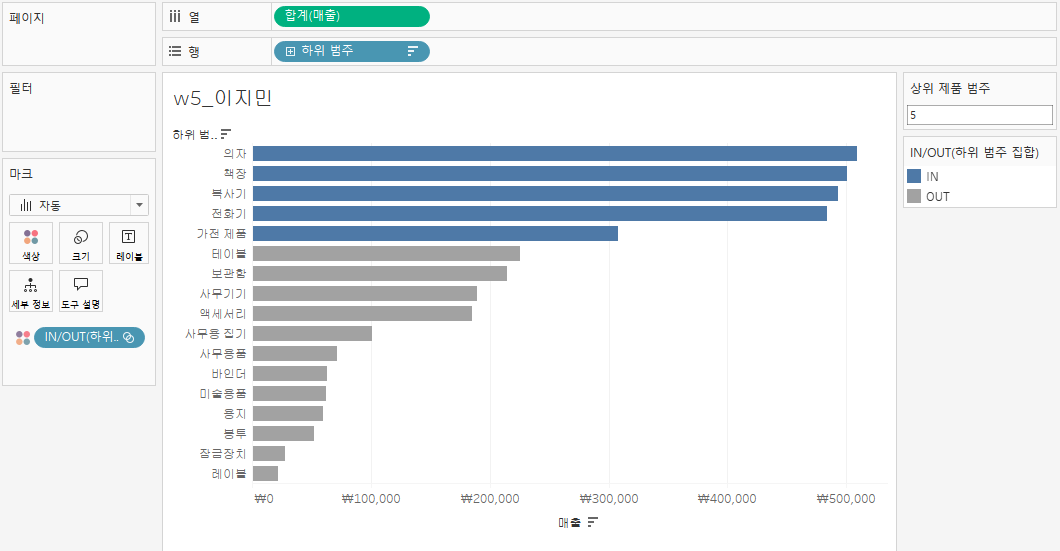 페이지
열
합계(매출)
행
하위 범주
필터
마크
자동
색상
크기
레이블
세부 정보
도구 설명
IN/OUT(하위..
w5_이지민
하위 범..
의자
책장
복사기
전화기
가전 제품
테이블
보관함
사무기기
액세서리
사무용 집기
사무용품
바인더
미술용품
용지
봉투
잠금장치
레이블
₩0
₩100,000
₩200,000
₩300,000
₩400,000
₩500,000
매출
상위 제품 범주
5
IN/OUT(하위 범주 집합)
IN
OUT